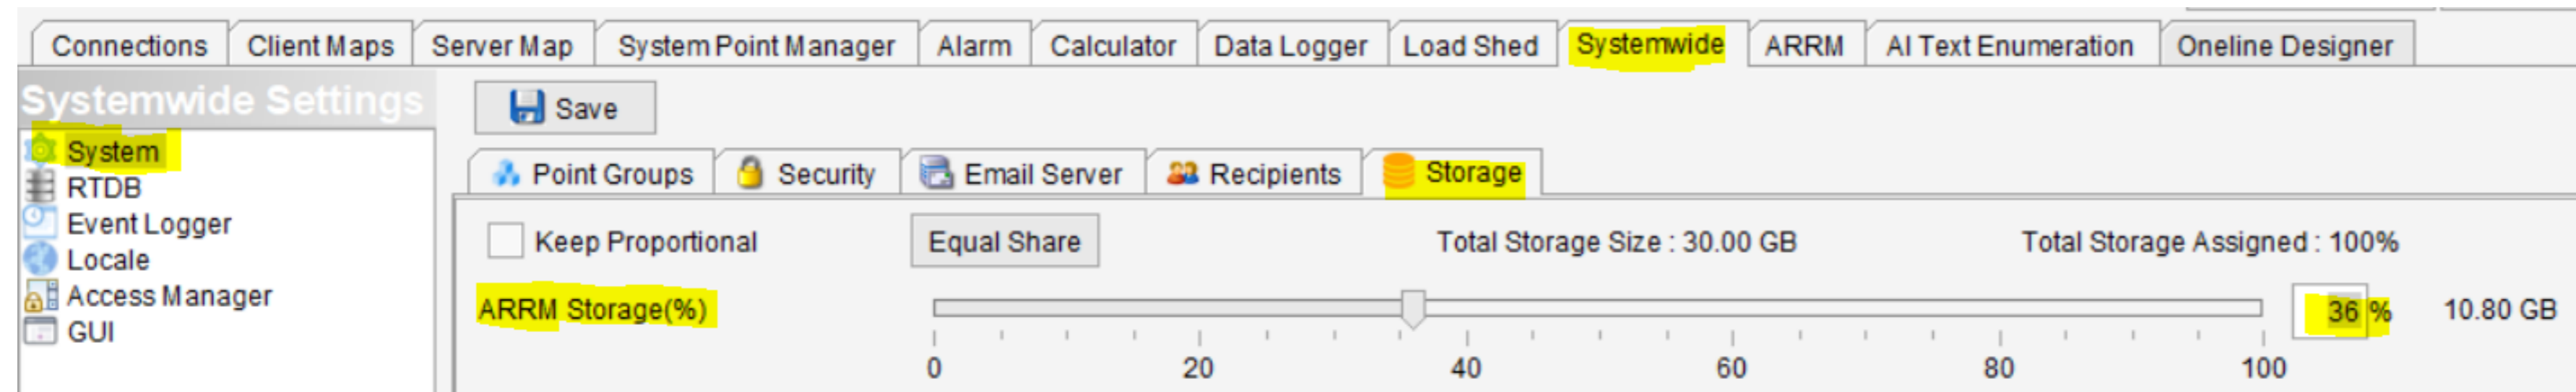 Connections Client Maps Server Map System Point Manager Alarm Calculator Data Logger Load Shed Systemwide ARRM AI Text Enumeration Oneline Designer
Systemwide Settings
Save
System
RTDB
Event Logger
Locale
Access Manager
GUI
Point Groups Security Email Server Recipients Storage
Keep Proportional Equal Share Total Storage Size : 30.00 GB Total Storage Assigned : 100%
ARRM Storage(%) 36 % 10.80 GB
0 20 40 60 80 100